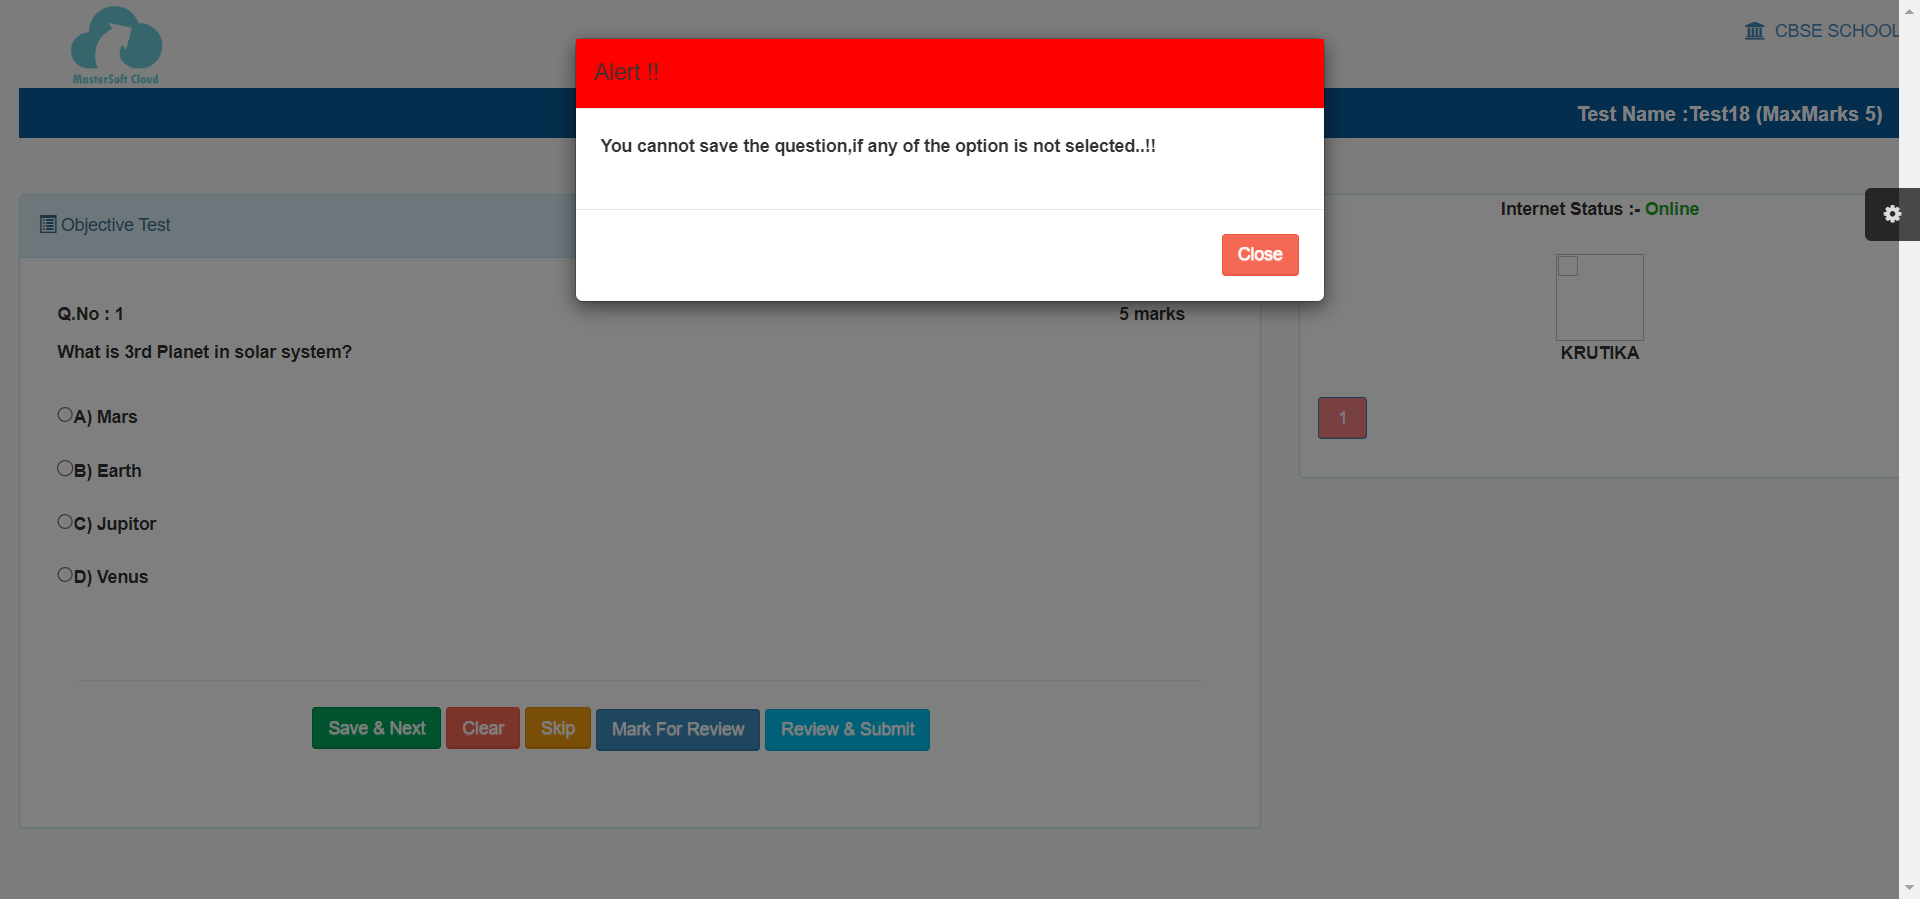 MasterSoft Cloud
CBSE SCHOOL
Test Name :Test18 (MaxMarks 5)
Alert !!
You cannot save the question,if any of the option is not selected..!!
Close
Objective Test
Internet Status :- Online
Q.No : 1
5 marks
What is 3rd Planet in solar system?
KRUTIKA
A) Mars
1
B) Earth
C) Jupitor
D) Venus
Save & Next
Clear
Skip
Mark For Review
Review & Submit